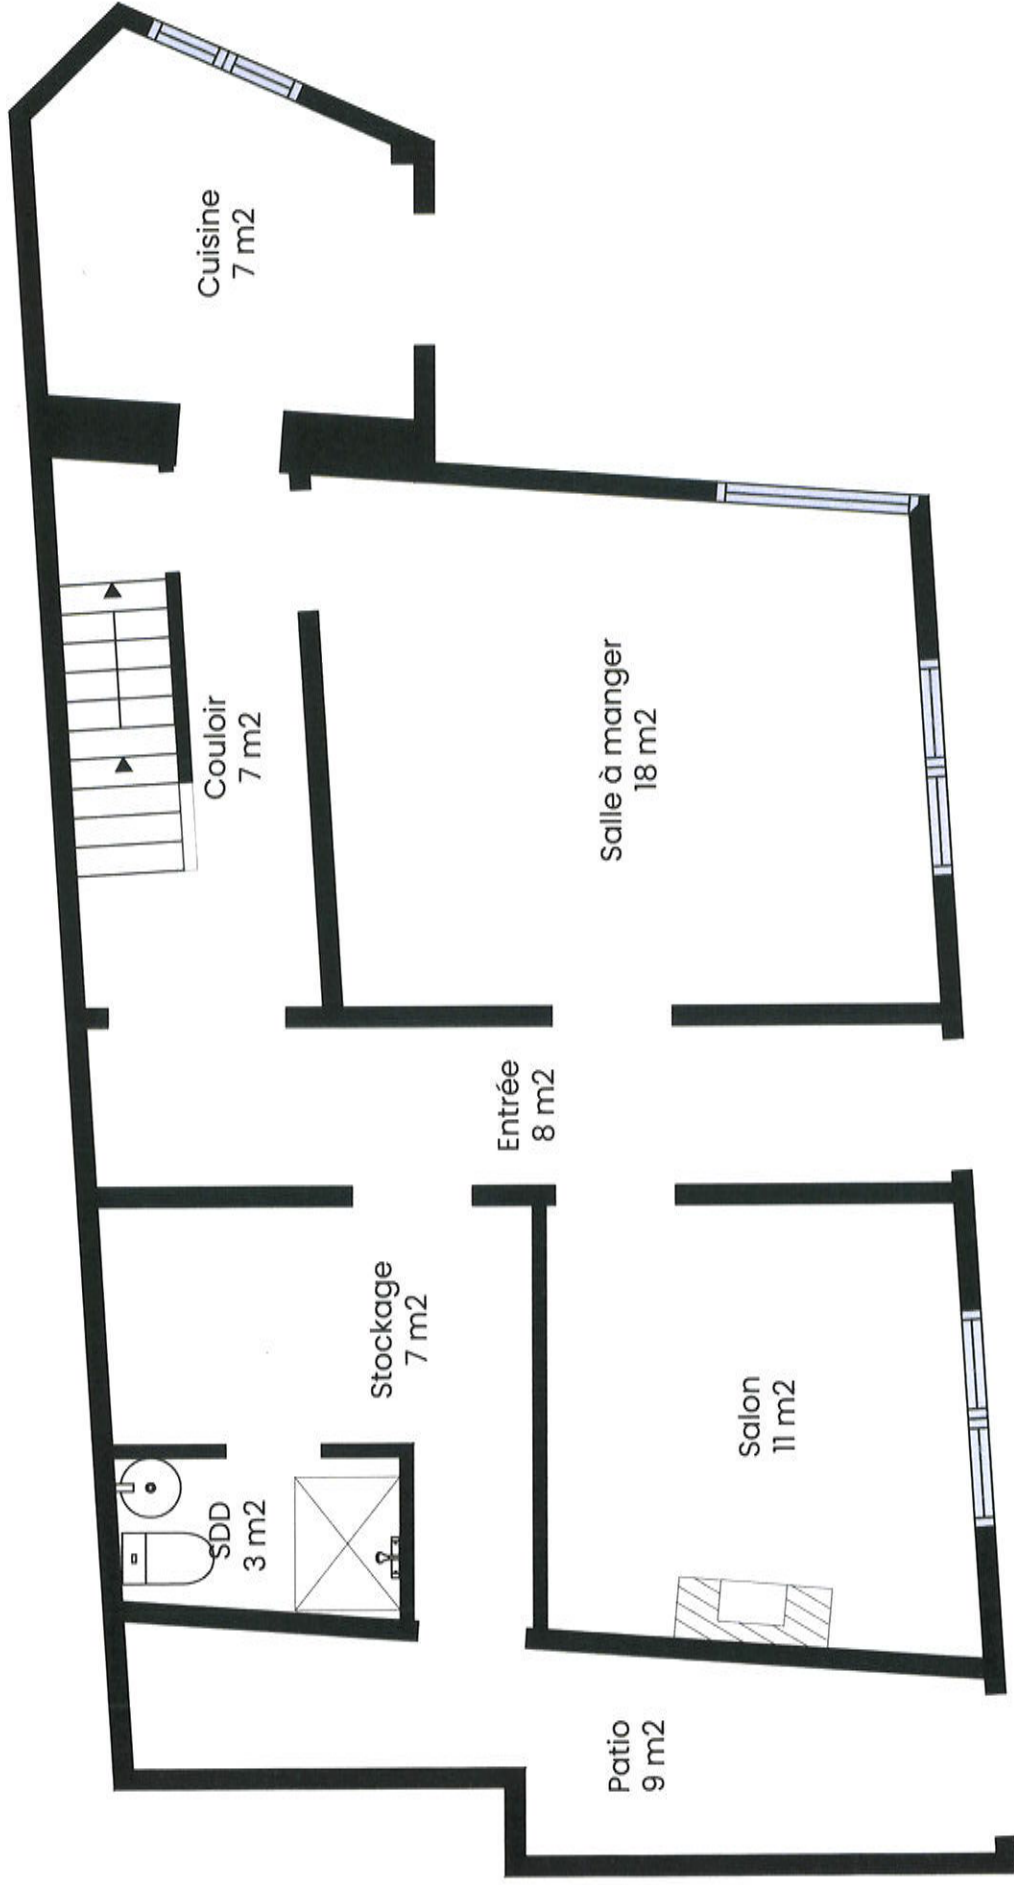 Patio
9 m2
SDD
3 m2
Stockage
7 m2
Salon
11 m2
Entrée
8 m2
Couloir
7 m2
Salle à manger
18 m2
Cuisine
7 m2